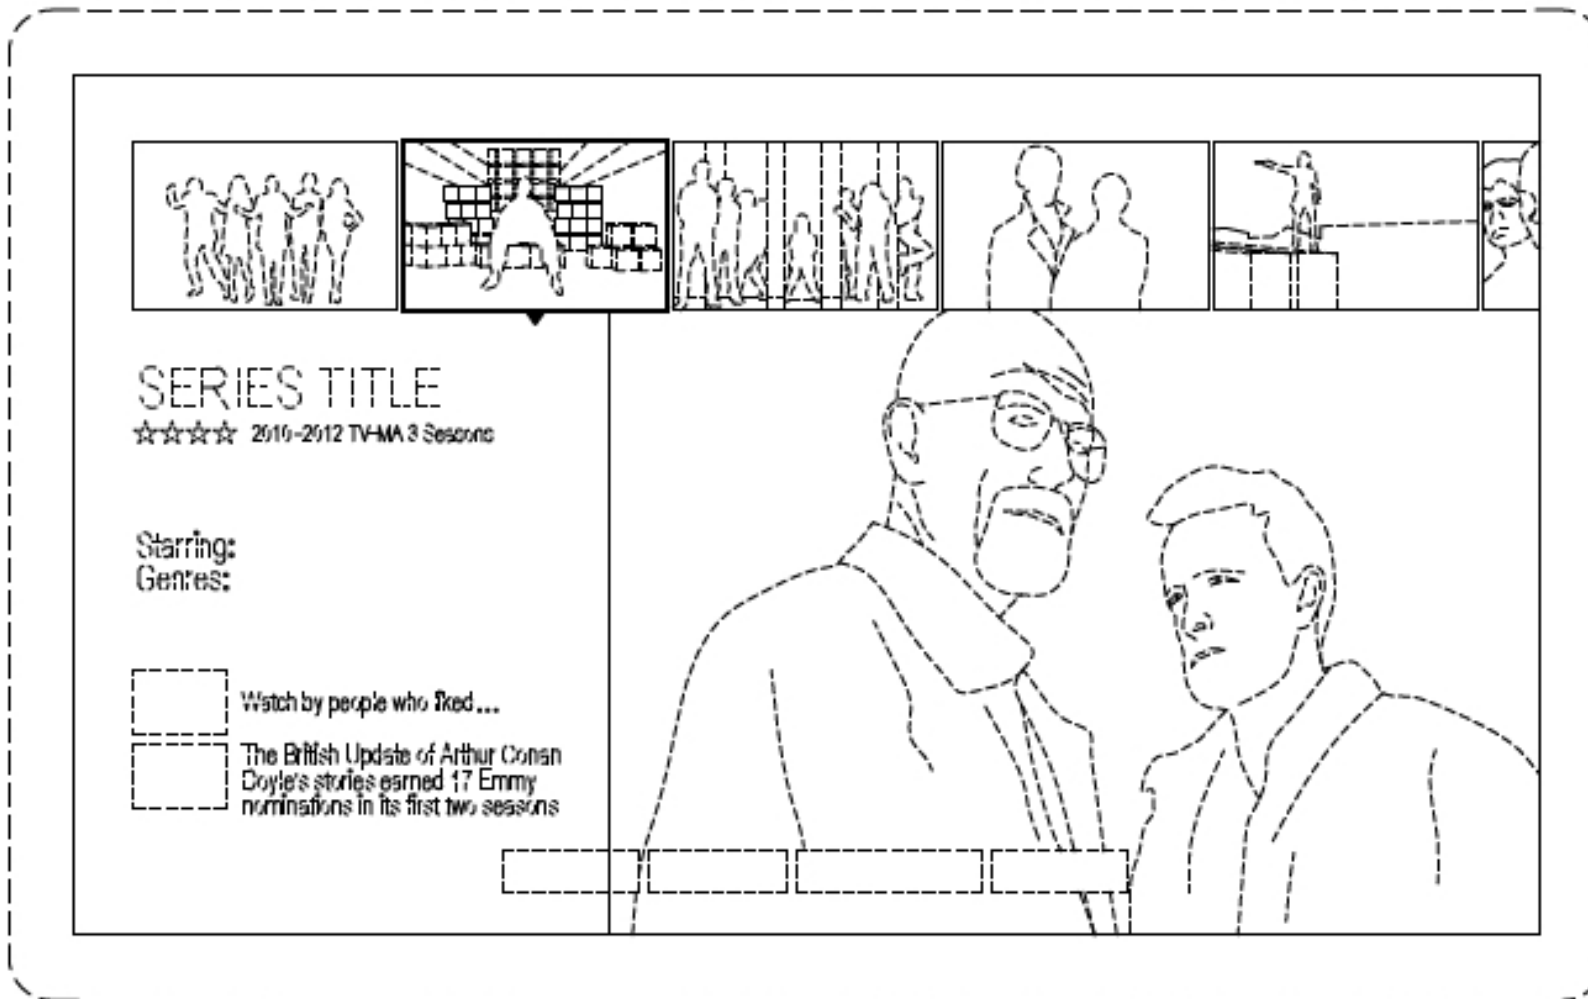 SERIES TITLE
2010-2012 TV-MA 3 Seasons
Starring:
Genres:
Watch by people who liked...
The British Update of Arthur Conan
Doyle's stories earned 17 Emmy
nominations in its first two seasons